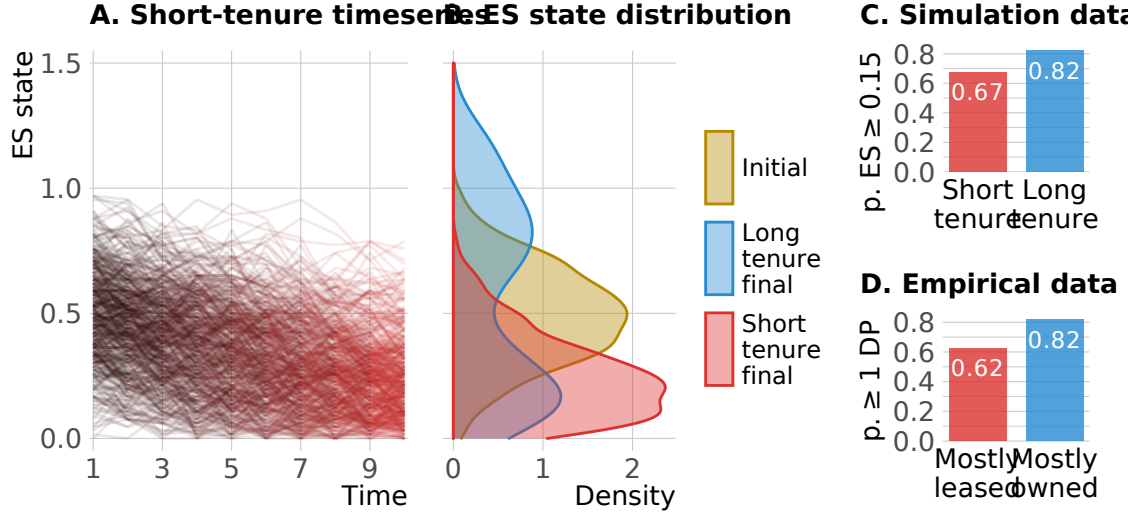 A. Short-tenure timeseries
B. ES state distribution
C. Simulation data
ES state
1.5
1.0
0.5
0.0
1 3 5 7 9
Time
0 1 2
Density
Initial
Long
tenure
final
Short
tenure
final
p. ES ≥ 0.15
0.8
0.6
0.4
0.2
0.0
0.67
0.82
Short
tenure
Long
tenure
D. Empirical data
p. ≥ 1 DP
0.8
0.6
0.4
0.2
0.0
0.62
0.82
Mostly
leased
Mostly
owned